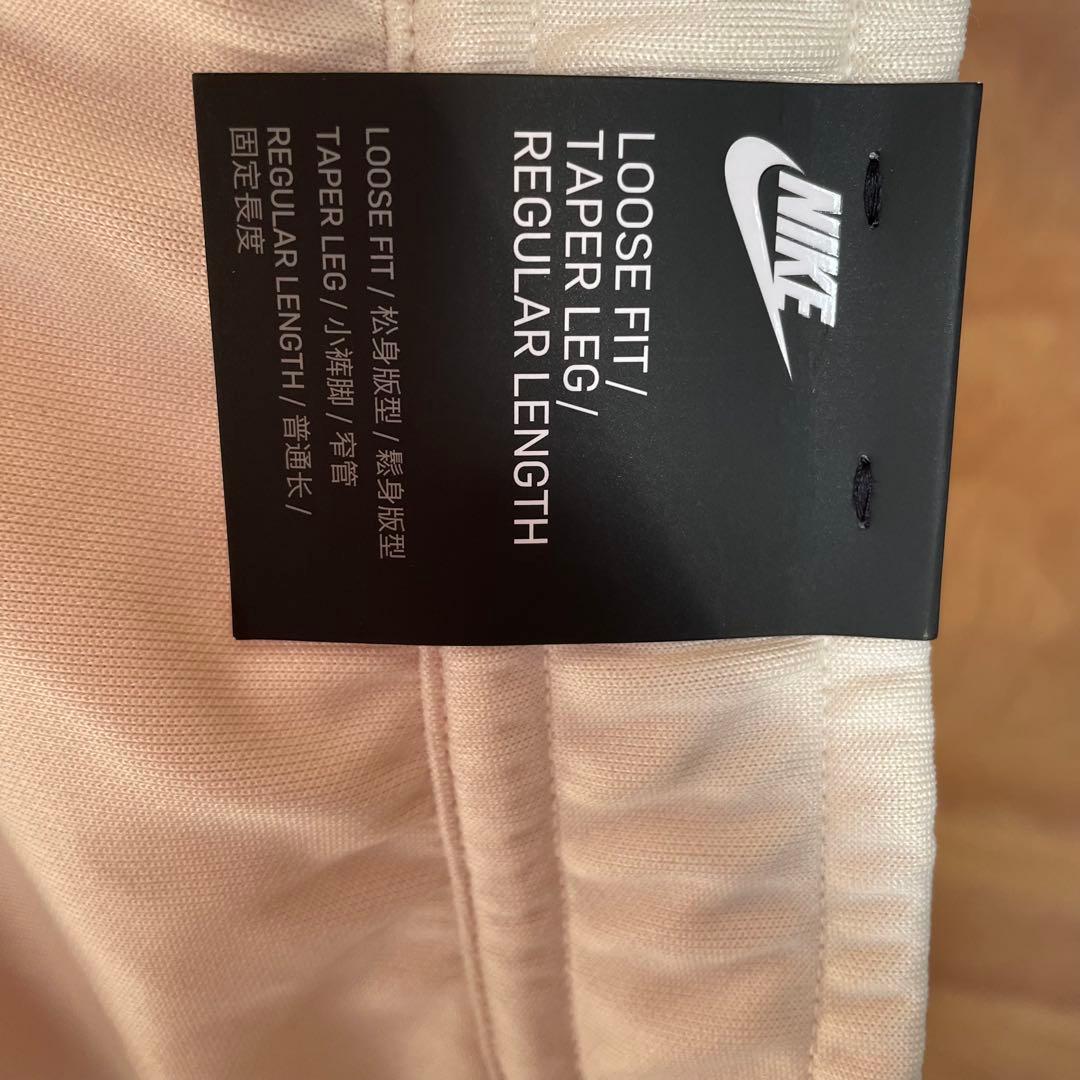 NIKE
LOOSE FIT/
TAPER LEG/
REGULAR LENGTH
LOOSE FIT / 松身版型 / 鬆身版型
TAPER LEG / 小裤脚 / 窄管
REGULAR LENGTH / 普通长 /
固定長度